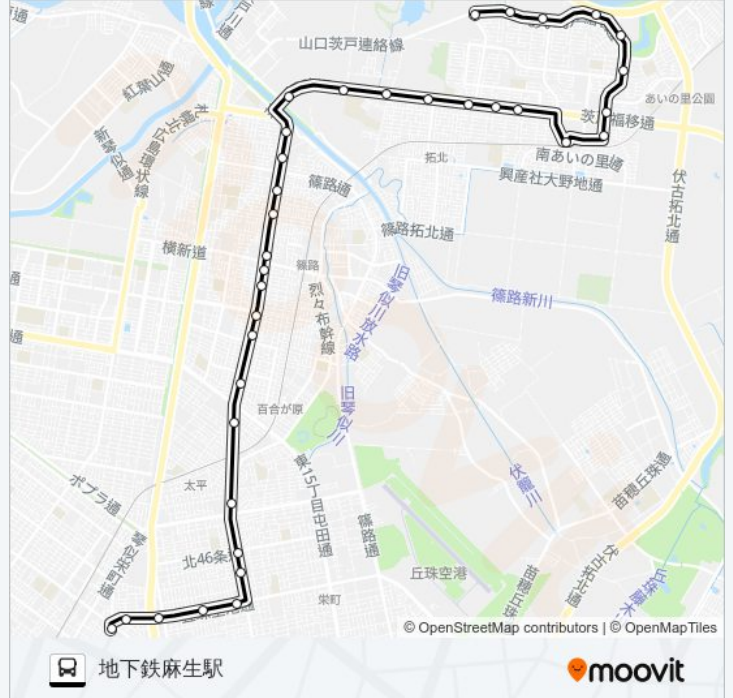 山口茨戸連絡線
紅葉山通
札幌北広島環状線
新琴似通
あいの里公園
茨戸福移通
拓北
南あいの里通
興産社大野地通
伏古拓北通
篠路通
篠路拓北通
横新道
篠路
旧琴似川放水路
篠路新川
烈々布幹線
百合が原
旧琴似川
伏籠川
苗穂丘珠通
ポプラ通
太平
東15丁目屯田通
篠路通
琴似栄町通
北46条
丘珠空港
伏古拓北通
栄町
© OpenStreetMap contributors | © OpenMapTiles
地下鉄麻生駅
moovit